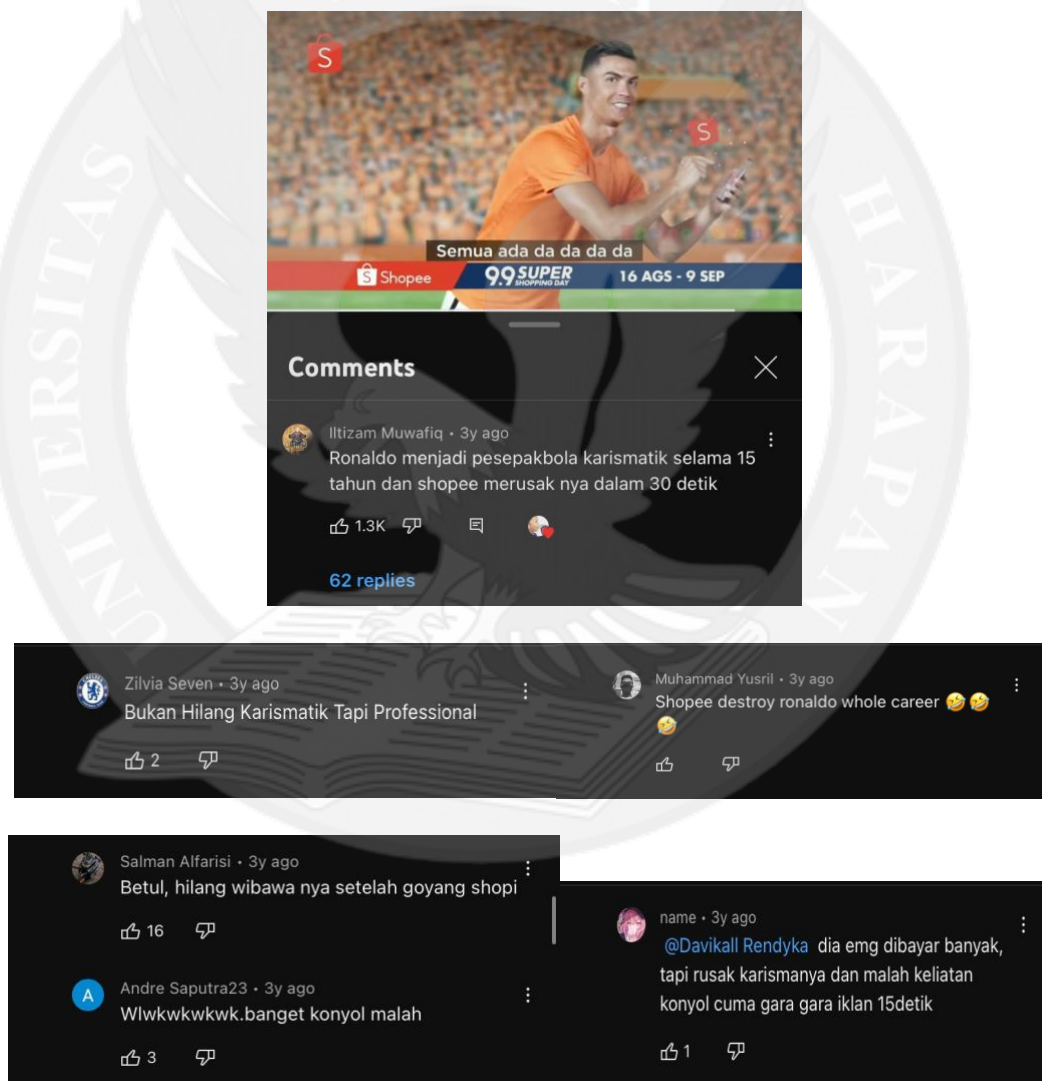 S
S
Semua ada da da da da
S Shopee
9.9 SUPER
SHOPPING DAY
16 AGS - 9 SEP
Comments
Iltizam Muwafiq • 3y ago
Ronaldo menjadi pesepakbola karismatik selama 15
tahun dan shopee merusak nya dalam 30 detik
1.3K
62 replies
Zilvia Seven • 3y ago
Bukan Hilang Karismatik Tapi Professional
2
Muhammad Yusril • 3y ago
Shopee destroy ronaldo whole career 🤣🤣
🤣
Salman Alfarisi • 3y ago
Betul, hilang wibawa nya setelah goyang shopi
16
A
Andre Saputra23 • 3y ago
Wlwkwkwkwk.banget konyol malah
3
name • 3y ago
@Davikall Rendyka dia emg dibayar banyak,
tapi rusak karismanya dan malah keliatan
konyol cuma gara gara iklan 15detik
1
UNIVERSITAS
HARAPAN